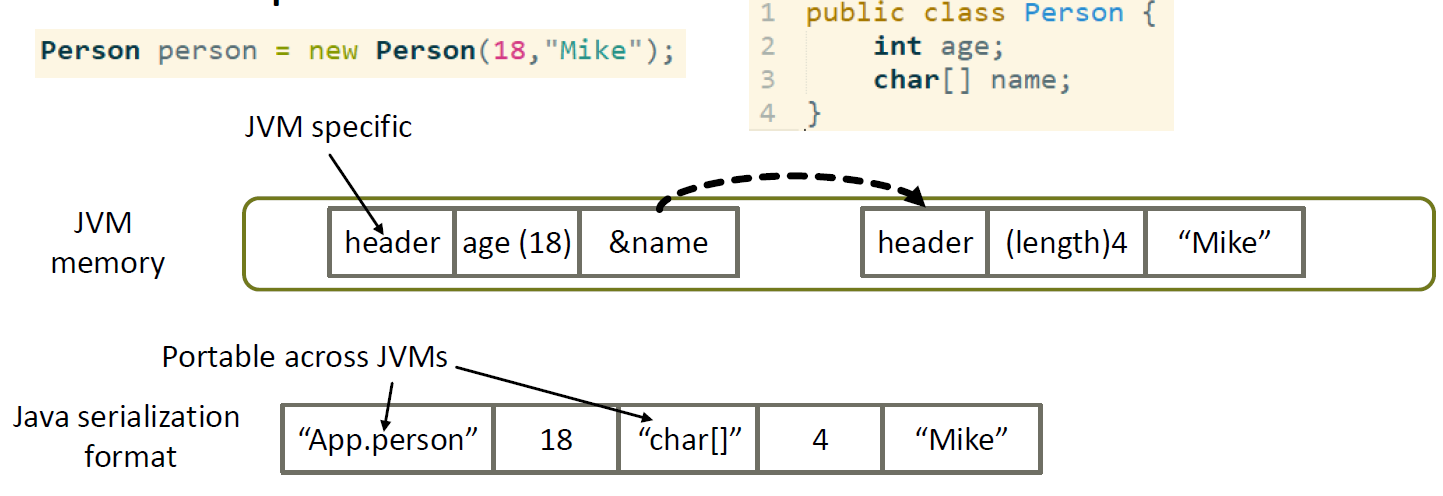 Person person = new Person(18,"Mike");
1 public class Person {
2 int age;
3 char[] name;
4 }
JVM specific
JVM
memory
header age (18) &name header (length)4 “Mike”
Portable across JVMs
Java serialization
format
“App.person” 18 “char[]” 4 “Mike”